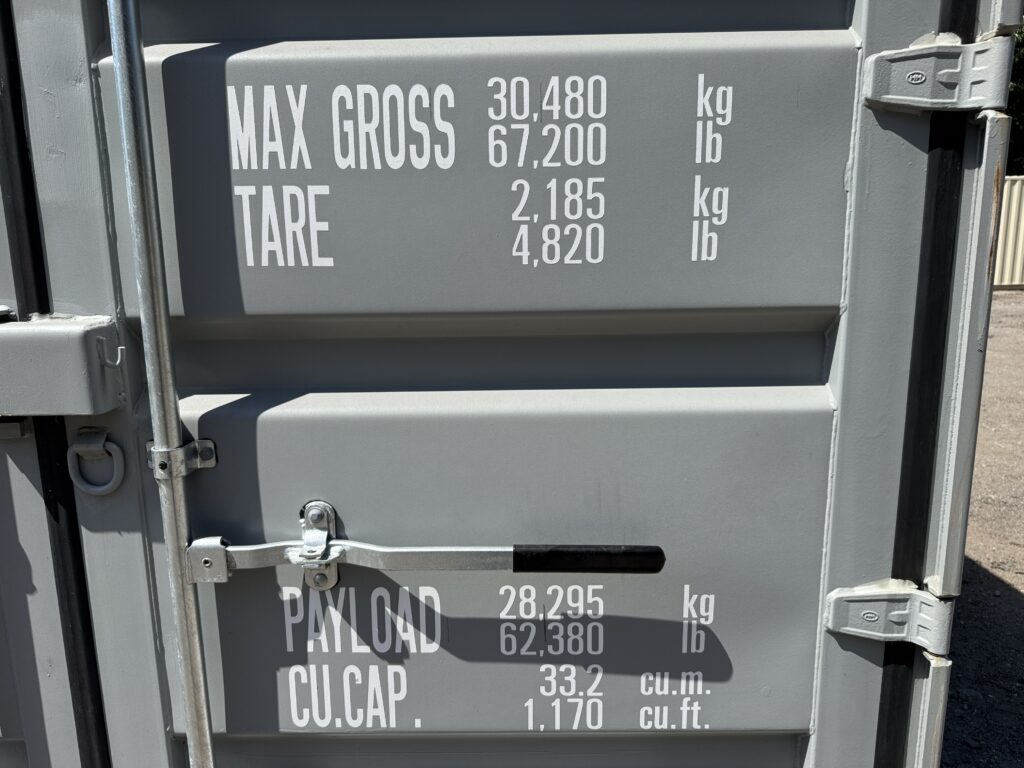 MAX GROSS 30,480 kg
67,200 lb
TARE 2,185 kg
4,820 lb
PAYLOAD 28,295 kg
62,380 lb
CU.CAP. 33.2 cu.m.
1,170 cu.ft.